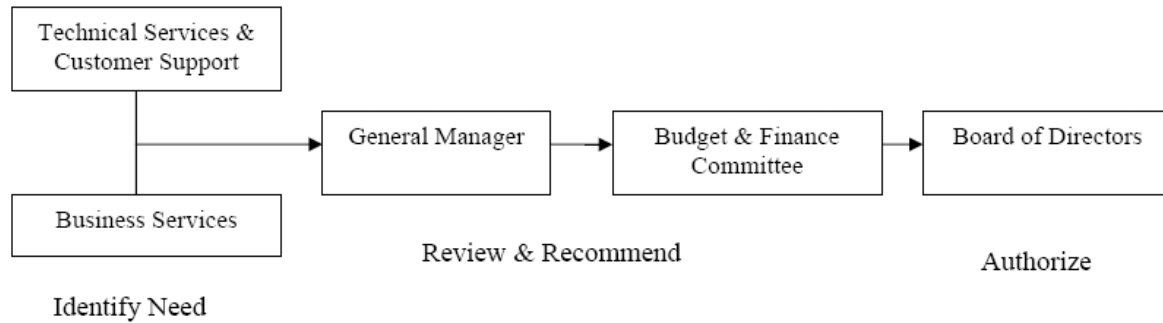 Technical Services &
Customer Support
General Manager
Budget & Finance
Committee
Board of Directors
Business Services
Review & Recommend
Authorize
Identify Need